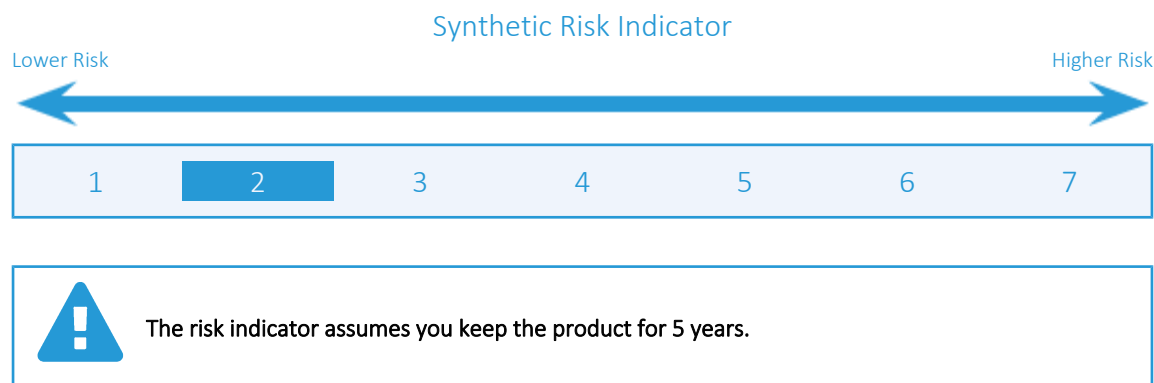 Synthetic Risk Indicator
Lower Risk Higher Risk
1 2 3 4 5 6 7
The risk indicator assumes you keep the product for 5 years.